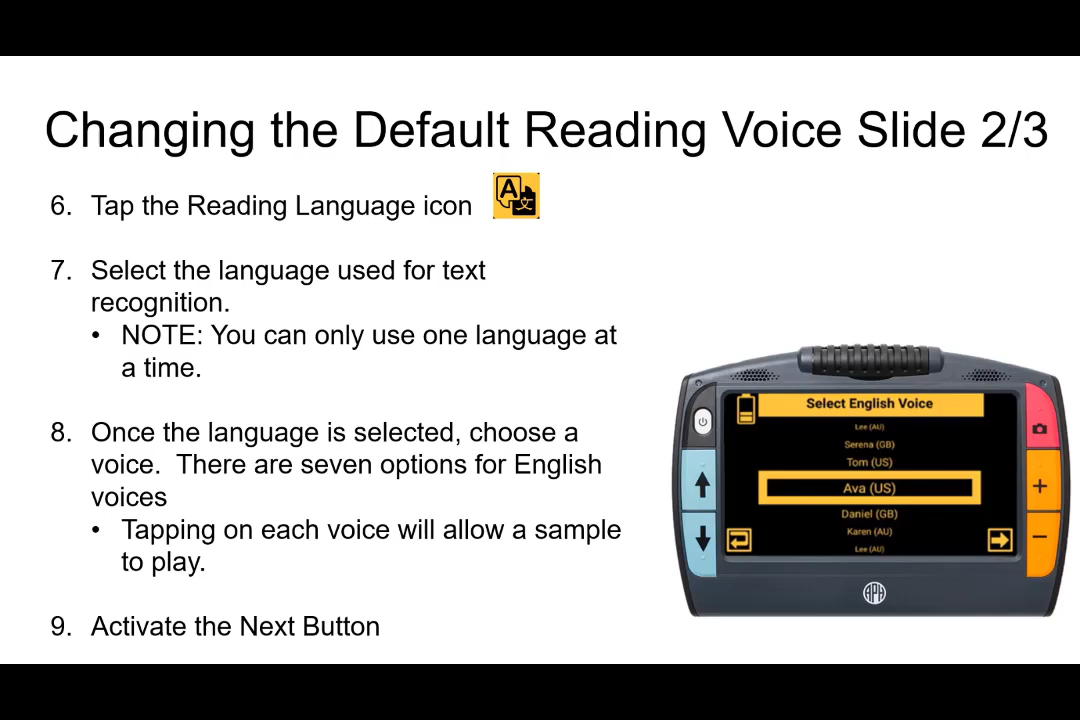 Changing the Default Reading Voice Slide 2/3
6. Tap the Reading Language icon
A 文
7. Select the language used for text
recognition.
• NOTE: You can only use one language at
a time.
8. Once the language is selected, choose a
voice. There are seven options for English
voices
• Tapping on each voice will allow a sample
to play.
9. Activate the Next Button
Select English Voice
Lee (AU)
Serena (GB)
Tom (US)
Ava (US)
Daniel (GB)
Karen (AU)
Lee (AU)
+
−
APH